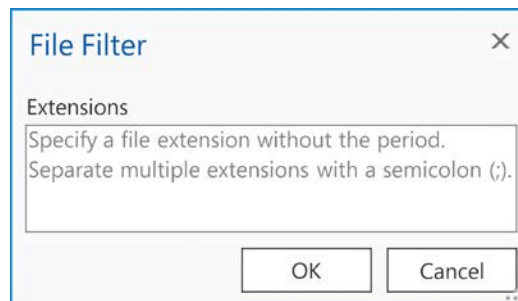 File Filter
Extensions
Specify a file extension without the period.
Separate multiple extensions with a semicolon (;).
OK Cancel